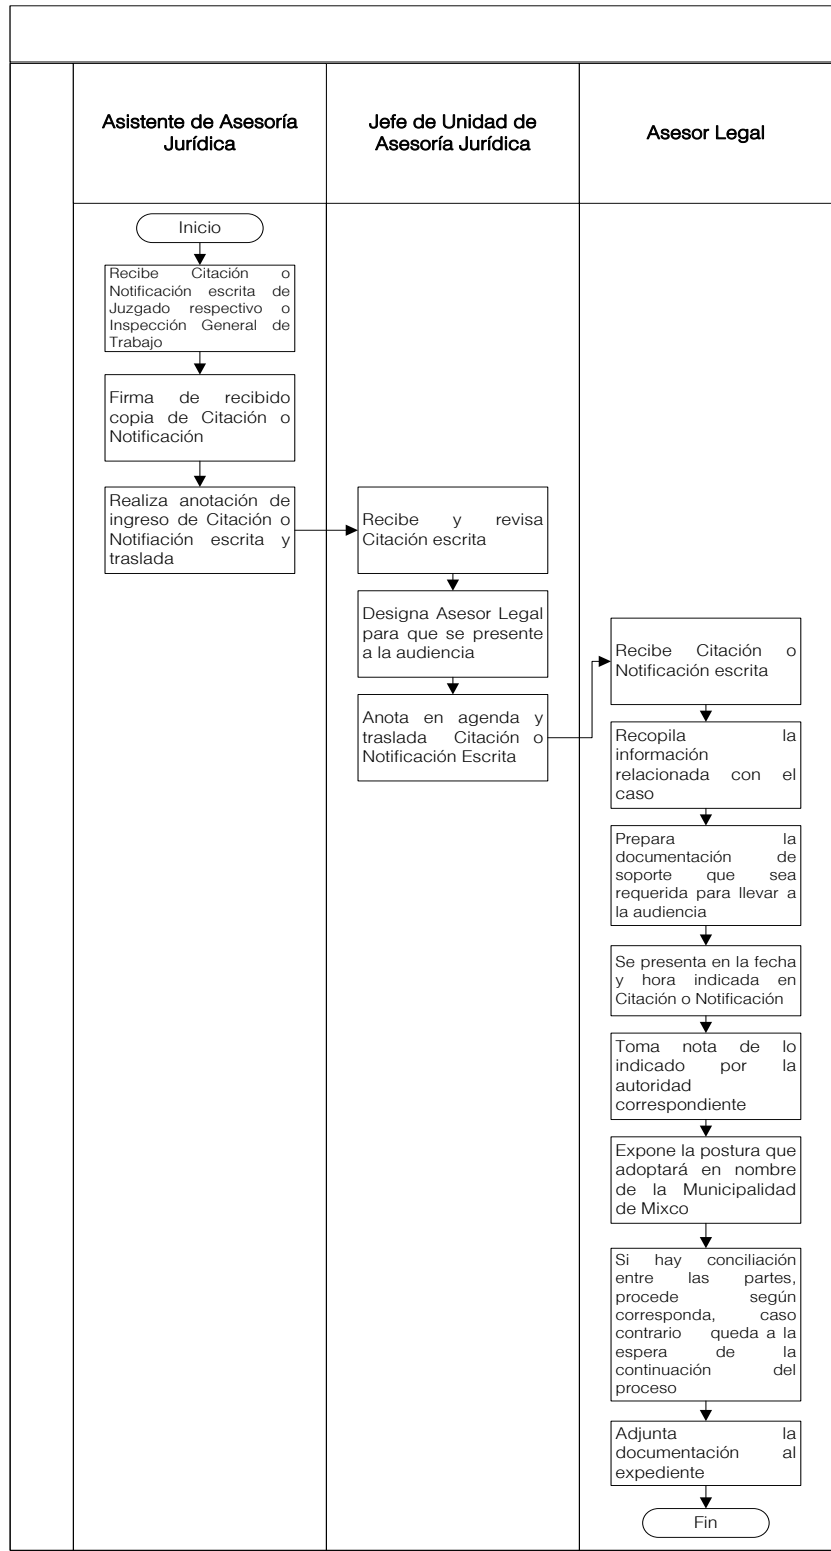 Asistente de Asesoría
Jurídica
Jefe de Unidad de
Asesoría Jurídica
Asesor Legal
Inicio
Recibe Citación o
Notificación escrita de
Juzgado respectivo o
Inspección General de
Trabajo
Firma de recibido
copia de Citación o
Notificación
Realiza anotación de
ingreso de Citación o
Notifiación escrita y
traslada
Recibe y revisa
Citación escrita
Designa Asesor Legal
para que se presente
a la audiencia
Anota en agenda y
traslada Citación o
Notificación Escrita
Recibe Citación o
Notificación escrita
Recopila la
información
relacionada con el
caso
Prepara la
documentación de
soporte que sea
requerida para llevar a
la audiencia
Se presenta en la fecha
y hora indicada en
Citación o Notificación
Toma nota de lo
indicado por la
autoridad
correspondiente
Expone la postura que
adoptará en nombre
de la Municipalidad
de Mixco
Si hay conciliación
entre las partes,
procede según
corresponda, caso
contrario queda a la
espera de la
continuación del
proceso
Adjunta la
documentación al
expediente
Fin